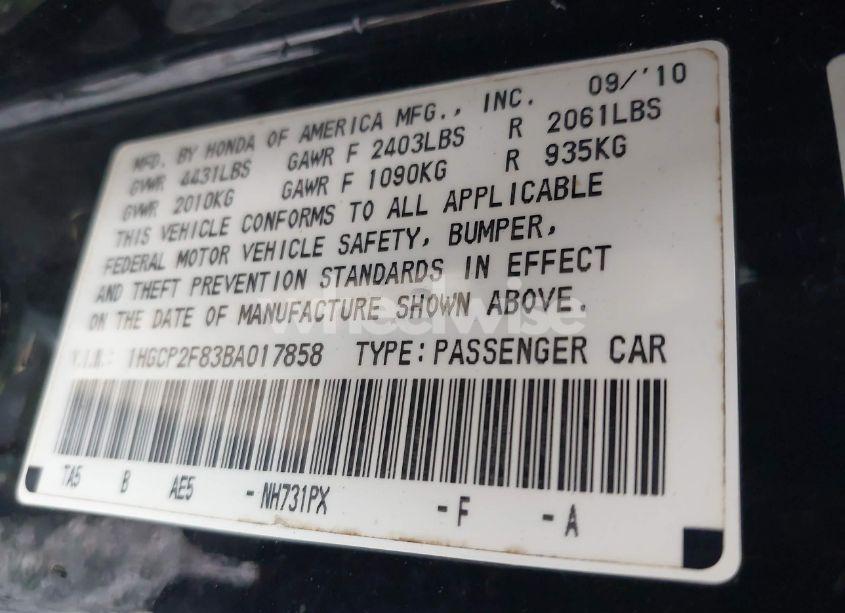 09/'10
MFD. BY HONDA OF AMERICA MFG., INC.
GVWR 4431LBS GAWR F 2403LBS R 2061LBS
GVWR 2010KG GAWR F 1090KG R 935KG
THIS VEHICLE CONFORMS TO ALL APPLICABLE
FEDERAL MOTOR VEHICLE SAFETY, BUMPER,
AND THEFT PREVENTION STANDARDS IN EFFECT
ON THE DATE OF MANUFACTURE SHOWN ABOVE.
wheelwise
V.I.N.: 1HGCP2F83BA017858 TYPE:PASSENGER CAR
TA5 B AE5 -NH731PX -F -A